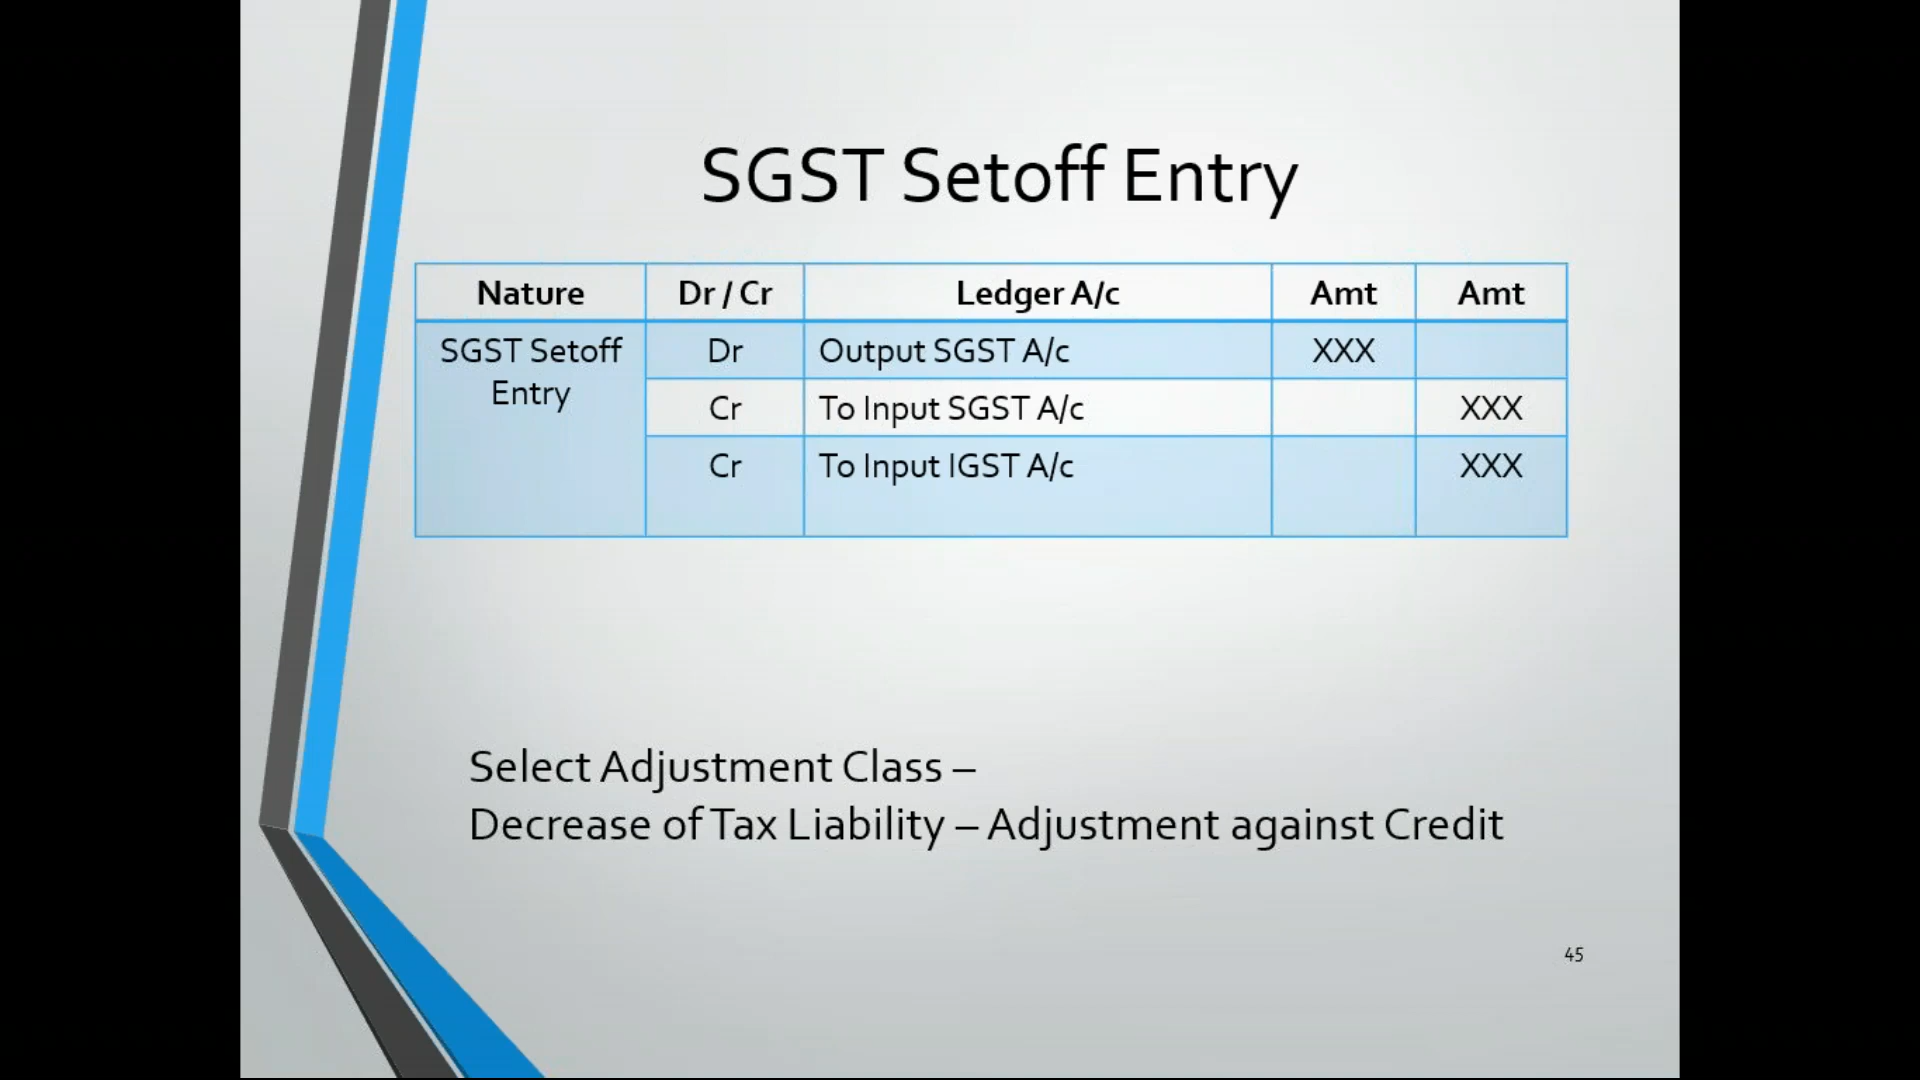 SGST Setoff Entry
Nature Dr / Cr Ledger A/c Amt Amt
SGST Setoff Entry Dr Output SGST A/c XXX
Cr To Input SGST A/c XXX
Cr To Input IGST A/c XXX
Select Adjustment Class –
Decrease of Tax Liability – Adjustment against Credit
45